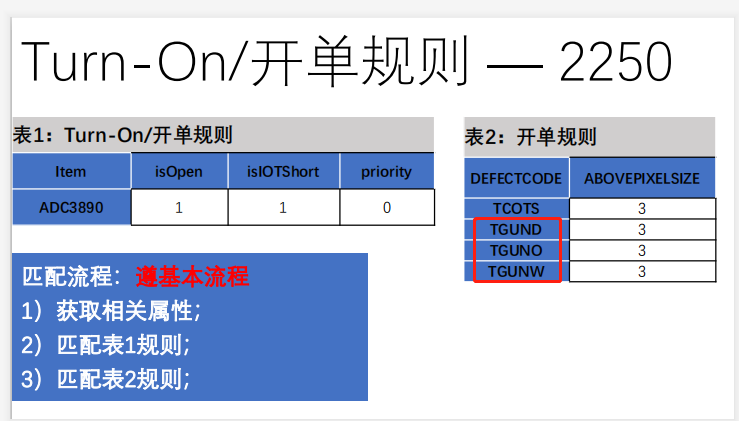 Turn-On/开单规则 — 2250
表1：Turn-On/开单规则
Item isOpen isIOTShort priority
ADC3890 1 1 0
表2：开单规则
DEFECTCODE ABOVEPIXELSIZE
TCOTS 3
TGUND 3
TGUNO 3
TGUNW 3
匹配流程：遵基本流程
1）获取相关属性；
2）匹配表1规则；
3）匹配表2规则；